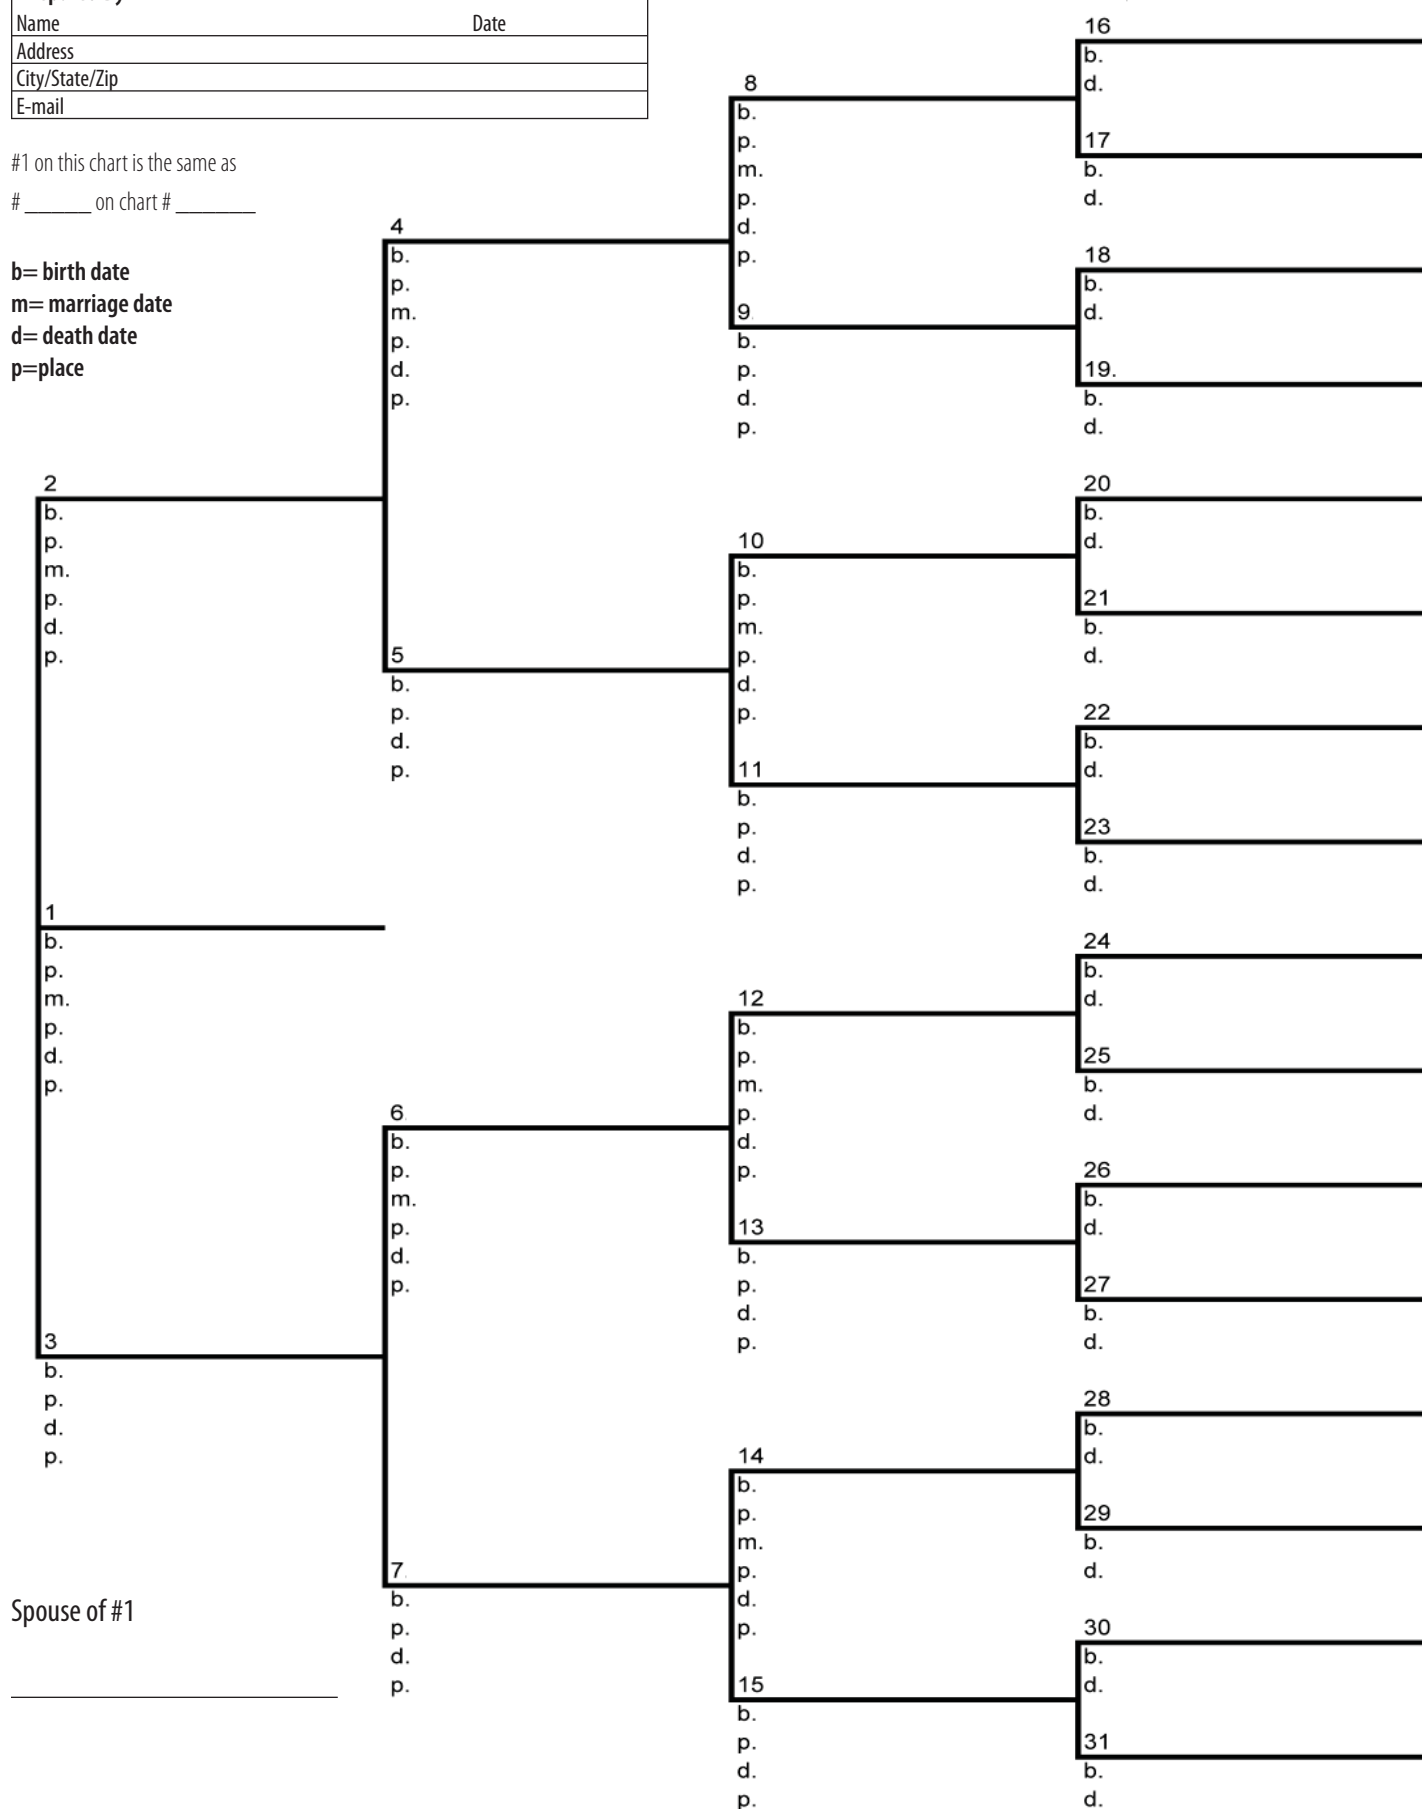 Name Date
Address
City/State/Zip
E-mail
#1 on this chart is the same as
# _____ on chart # ______
b= birth date
m= marriage date
d= death date
p=place
2
b.
p.
m.
p.
d.
p.
1
b.
p.
m.
p.
d.
p.
3
b.
p.
d.
p.
Spouse of #1
4
b.
p.
m.
p.
d.
p.
5
b.
p.
d.
p.
6
b.
p.
m.
p.
d.
p.
7
b.
p.
d.
p.
8
b.
p.
m.
p.
d.
p.
9
b.
p.
d.
p.
10
b.
p.
m.
p.
d.
p.
11
b.
p.
d.
p.
12
b.
p.
m.
p.
d.
p.
13
b.
p.
d.
p.
14
b.
p.
m.
p.
d.
p.
15
b.
p.
d.
p.
16
b.
d.
17
b.
d.
18
b.
d.
19.
b.
d.
20
b.
d.
21
b.
d.
22
b.
d.
23
b.
d.
24
b.
d.
25
b.
d.
26
b.
d.
27
b.
d.
28
b.
d.
29
b.
d.
30
b.
d.
31
b.
d.